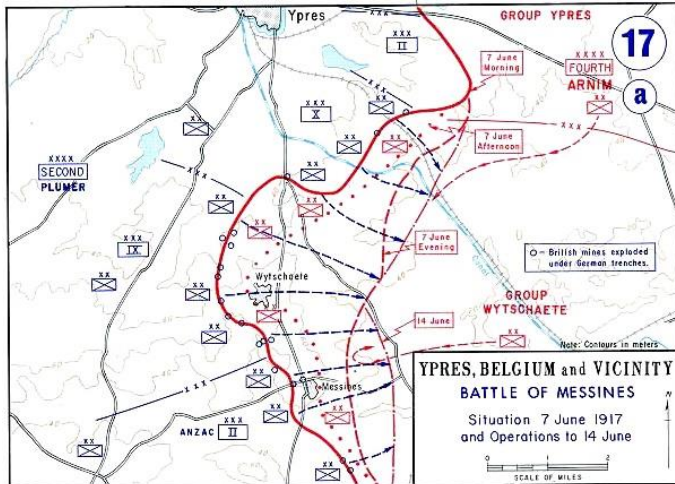 Ypres
GROUP YPRES
17
a
XXX
II
7 June
Morning
XXXX
FOURTH
ARNIM
XX
XXX
X
XX
XX
XX
XXX
7 June
Afternoon
XXX
XXXX
SECOND
PLUMER
XX
XX
XX
XX
XXX
IX
7 June
Evening
O - British mines exploded
under German trenches.
XX
Wytschaete
XX
GROUP
WYTSCHAETE
XX
XX
14 June
XX
Note: Contours in meters
XXX
XX
Messines
XX
XX
ANZAC
XXX
II
XX
YPRES, BELGIUM and VICINITY
BATTLE OF MESSINES
Situation 7 June 1917
and Operations to 14 June
N
0 1 2
SCALE OF MILES